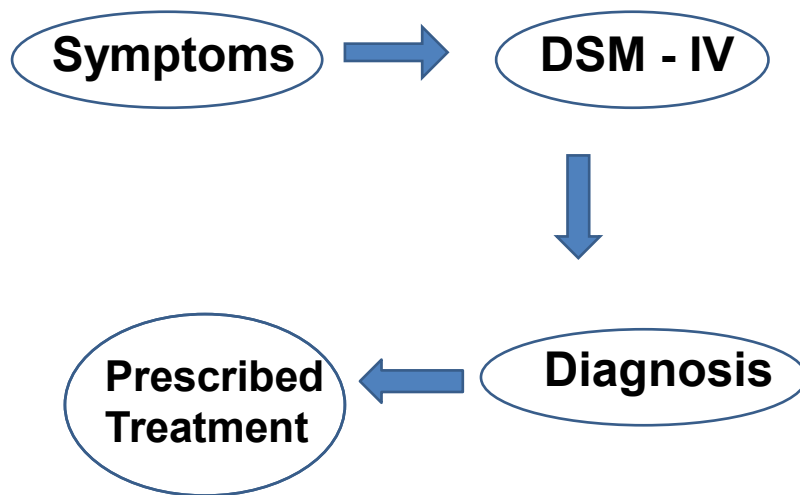 Symptoms
DSM - IV
Diagnosis
Prescribed
Treatment